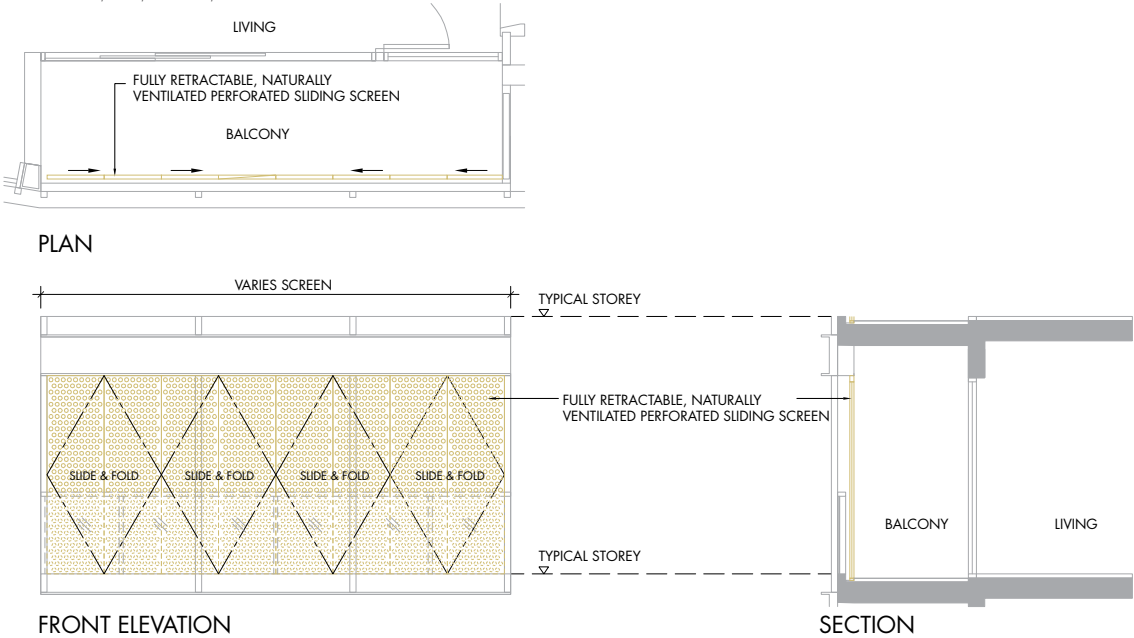 LIVING
FULLY RETRACTABLE, NATURALLY
VENTILATED PERFORATED SLIDING SCREEN
BALCONY
PLAN
VARIES SCREEN
TYPICAL STOREY
FULLY RETRACTABLE, NATURALLY
VENTILATED PERFORATED SLIDING SCREEN
SLIDE & FOLD
SLIDE & FOLD
SLIDE & FOLD
SLIDE & FOLD
BALCONY
LIVING
TYPICAL STOREY
FRONT ELEVATION
SECTION